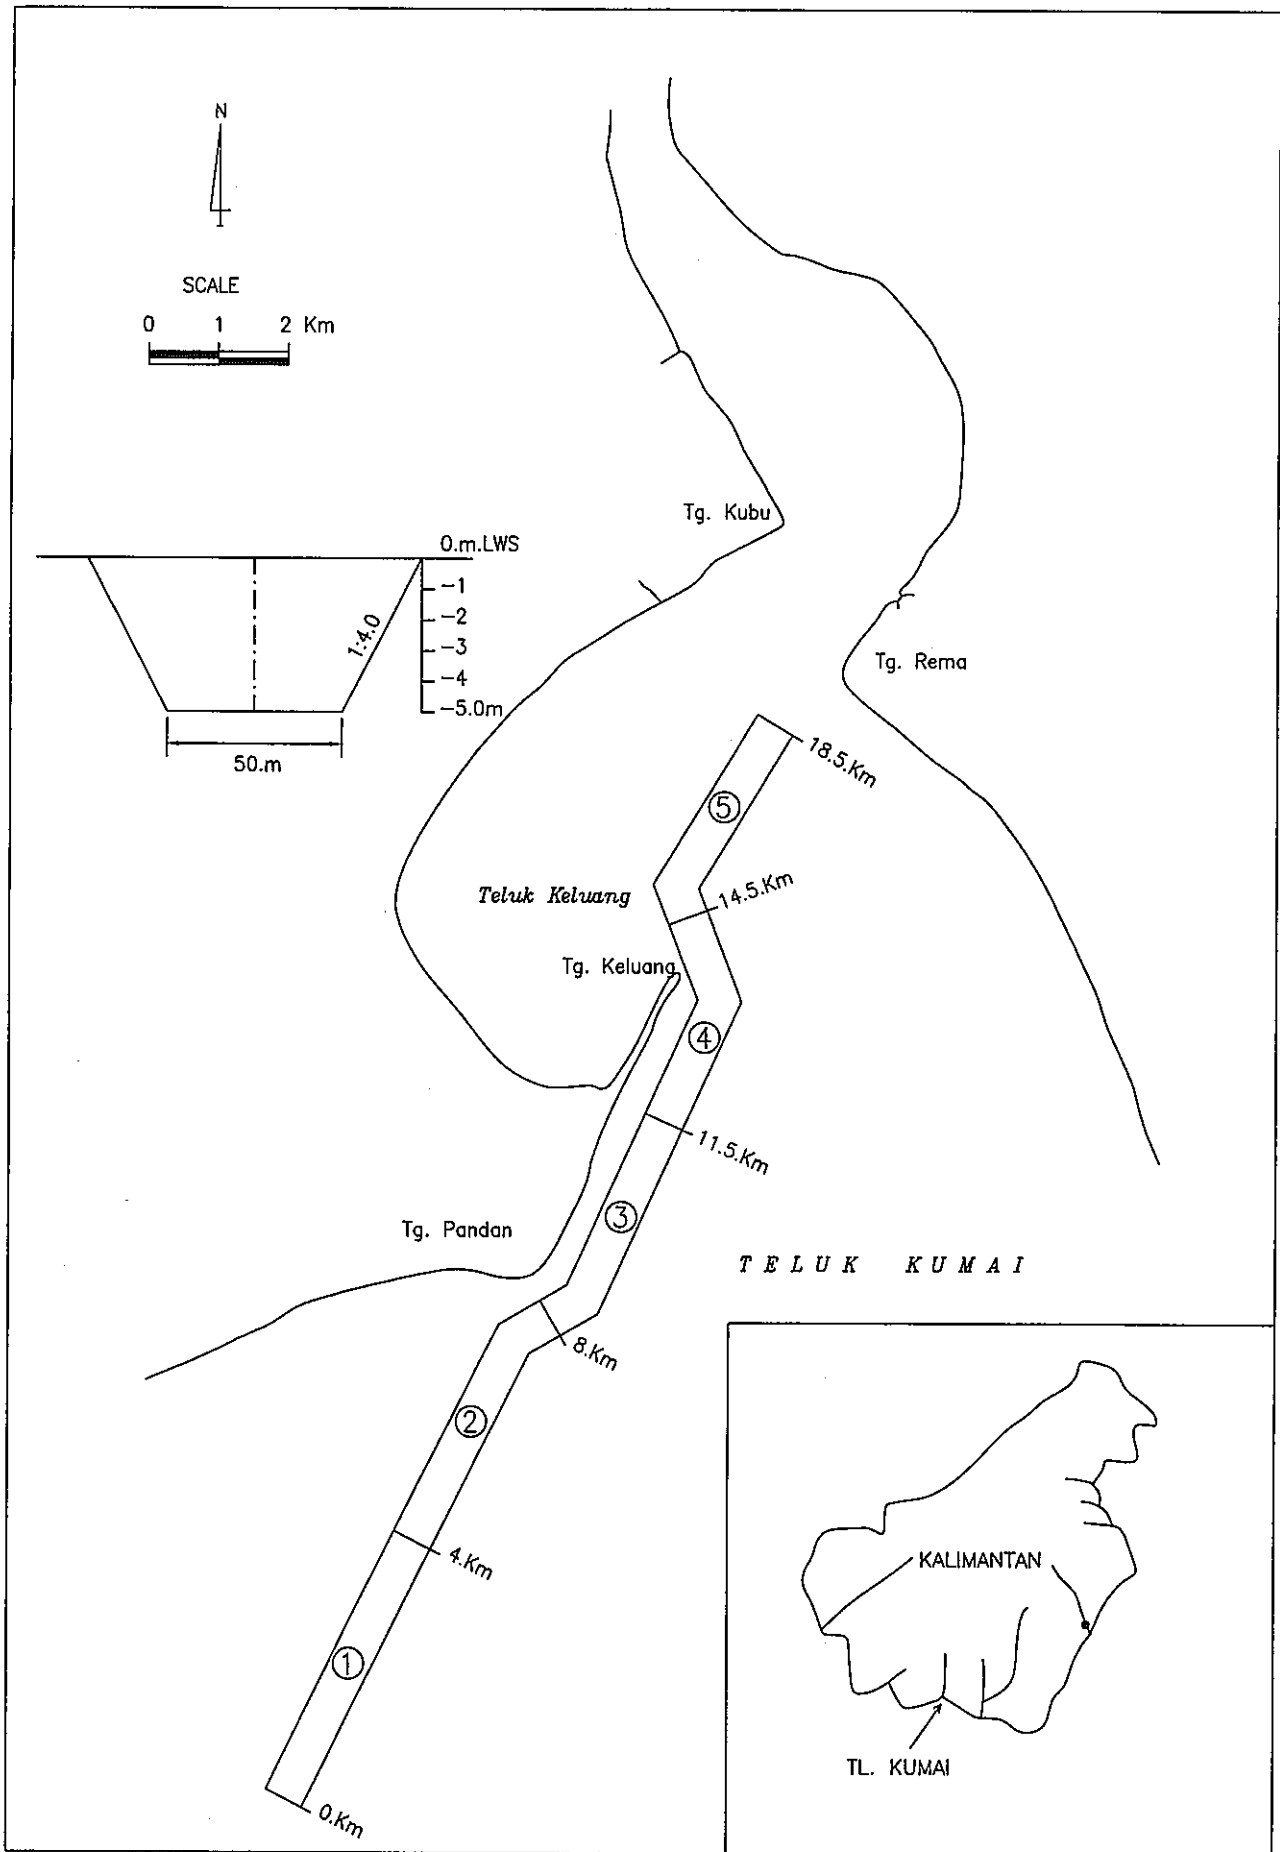 N
SCALE
0 1 2 Km
Tg. Kubu
0.m.LWS
-1
-2
-3
-4
-5.0m
1:4.0
50.m
Tg. Rema
18.5.Km
5
Teluk Keluang
14.5.Km
Tg. Keluang
4
11.5.Km
3
Tg. Pandan
TELUK KUMAI
8.Km
2
4.Km
1
0.Km
KALIMANTAN
TL. KUMAI